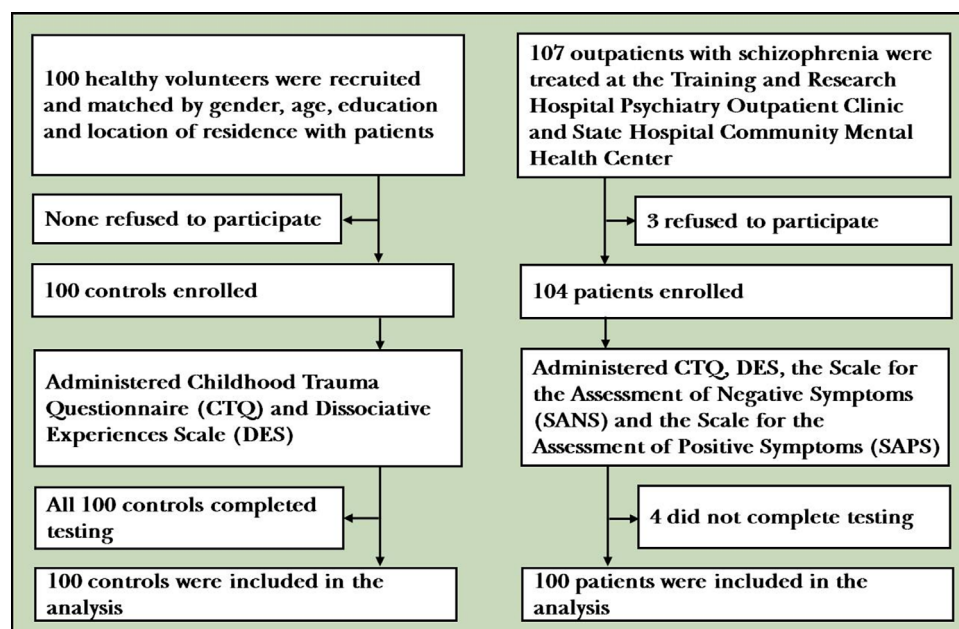 100 healthy volunteers were recruited
and matched by gender, age, education
and location of residence with patients
None refused to participate
100 controls enrolled
Administered Childhood Trauma
Questionnaire (CTQ) and Dissociative
Experiences Scale (DES)
All 100 controls completed
testing
100 controls were included in the
analysis
107 outpatients with schizophrenia were
treated at the Training and Research
Hospital Psychiatry Outpatient Clinic
and State Hospital Community Mental
Health Center
3 refused to participate
104 patients enrolled
Administered CTQ, DES, the Scale for
the Assessment of Negative Symptoms
(SANS) and the Scale for the
Assessment of Positive Symptoms (SAPS)
4 did not complete testing
100 patients were included in the
analysis